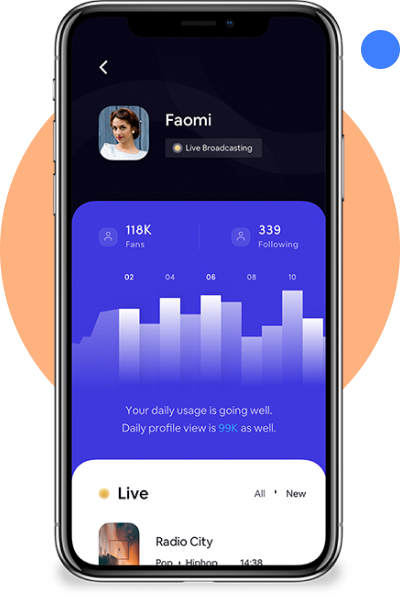 Faomi
Live Broadcasting
118K
Fans
339
Following
02 04 06 08 10
Your daily usage is going well.
Daily profile view is 99K as well.
Live
All • New
Radio City
Pop • Hiphop 14:38